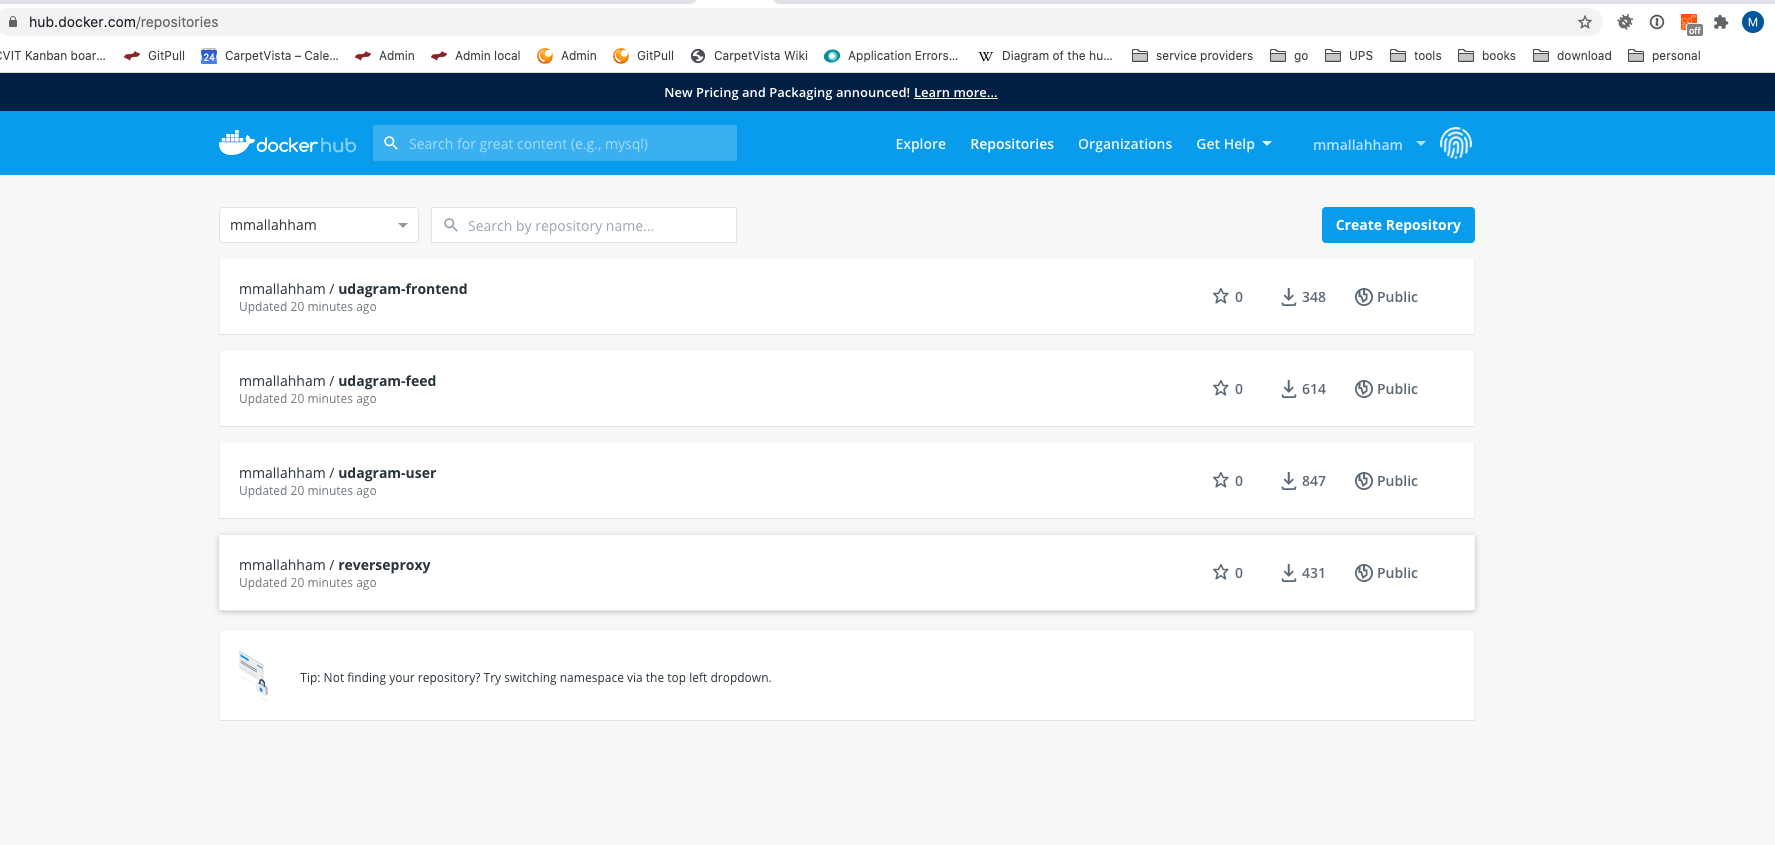 hub.docker.com/repositories
off
M
CVIT Kanban boar... GitPull 24 CarpetVista – Cale... Admin Admin local Admin GitPull CarpetVista Wiki Application Errors... W Diagram of the hu... service providers go UPS tools books download personal
New Pricing and Packaging announced! Learn more...
docker hub Search for great content (e.g., mysql) Explore Repositories Organizations Get Help mmallahham
mmallahham Search by repository name... Create Repository
mmallahham / udagram-frontend
Updated 20 minutes ago
0 348 Public
mmallahham / udagram-feed
Updated 20 minutes ago
0 614 Public
mmallahham / udagram-user
Updated 20 minutes ago
0 847 Public
mmallahham / reverseproxy
Updated 20 minutes ago
0 431 Public
Tip: Not finding your repository? Try switching namespace via the top left dropdown.